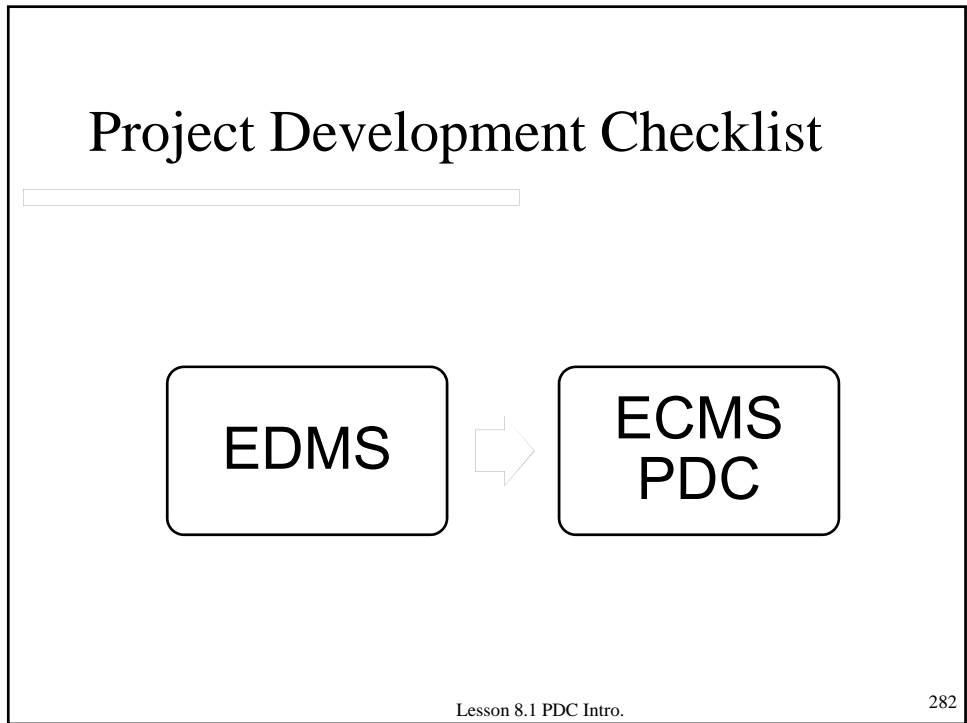 Project Development Checklist
EDMS
ECMS
PDC
Lesson 8.1 PDC Intro.
282